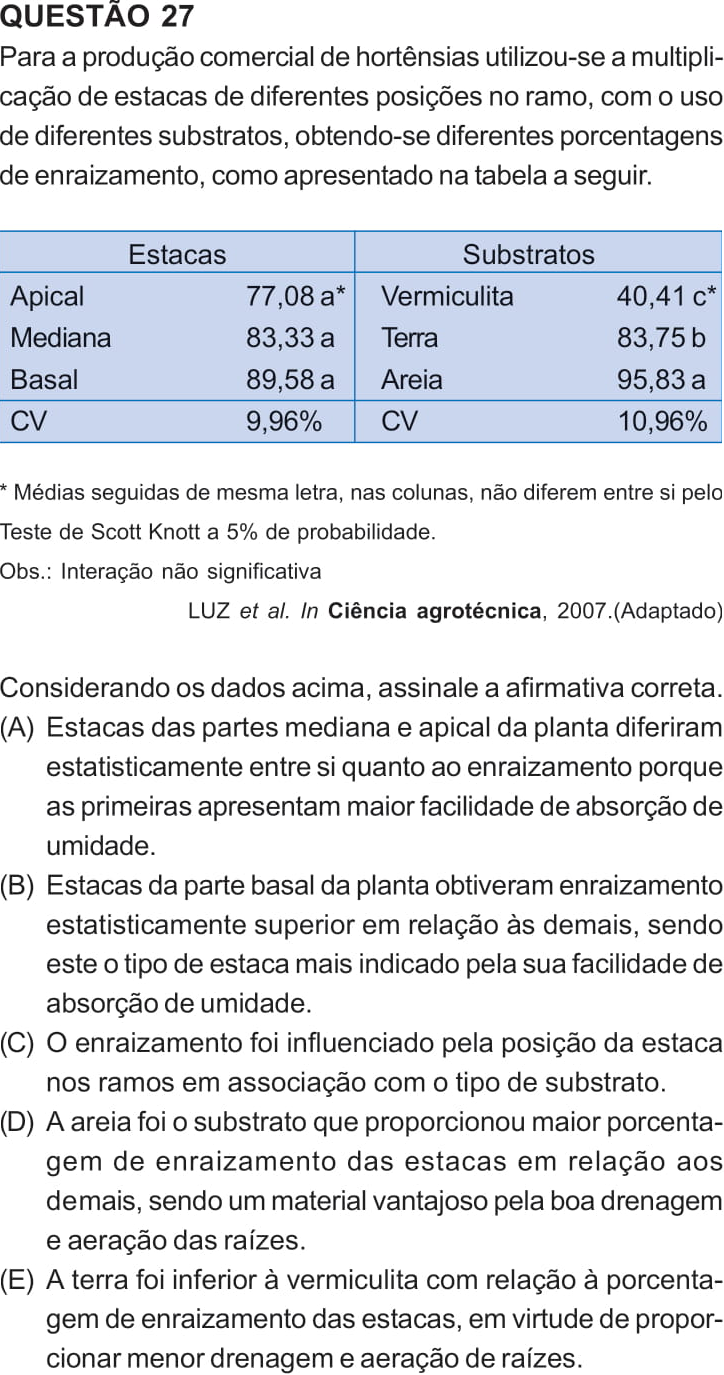 QUESTÃO 27
Para a produção comercial de hortênsias utilizou-se a multipli-
cação de estacas de diferentes posições no ramo, com o uso
de diferentes substratos, obtendo-se diferentes porcentagens
de enraizamento, como apresentado na tabela a seguir.
Estacas Substratos
Apical 77,08 a* Vermiculita 40,41 c*
Mediana 83,33 a Terra 83,75 b
Basal 89,58 a Areia 95,83 a
CV 9,96% CV 10,96%
* Médias seguidas de mesma letra, nas colunas, não diferem entre si pelo
Teste de Scott Knott a 5% de probabilidade.
Obs.: Interação não significativa
LUZ et al. In Ciência agrotécnica, 2007.(Adaptado)
Considerando os dados acima, assinale a afirmativa correta.
(A) Estacas das partes mediana e apical da planta diferiram
estatisticamente entre si quanto ao enraizamento porque
as primeiras apresentam maior facilidade de absorção de
umidade.
(B) Estacas da parte basal da planta obtiveram enraizamento
estatisticamente superior em relação às demais, sendo
este o tipo de estaca mais indicado pela sua facilidade de
absorção de umidade.
(C) O enraizamento foi influenciado pela posição da estaca
nos ramos em associação com o tipo de substrato.
(D) A areia foi o substrato que proporcionou maior porcenta-
gem de enraizamento das estacas em relação aos
demais, sendo um material vantajoso pela boa drenagem
e aeração das raízes.
(E) A terra foi inferior à vermiculita com relação à porcenta-
gem de enraizamento das estacas, em virtude de propor-
cionar menor drenagem e aeração de raízes.